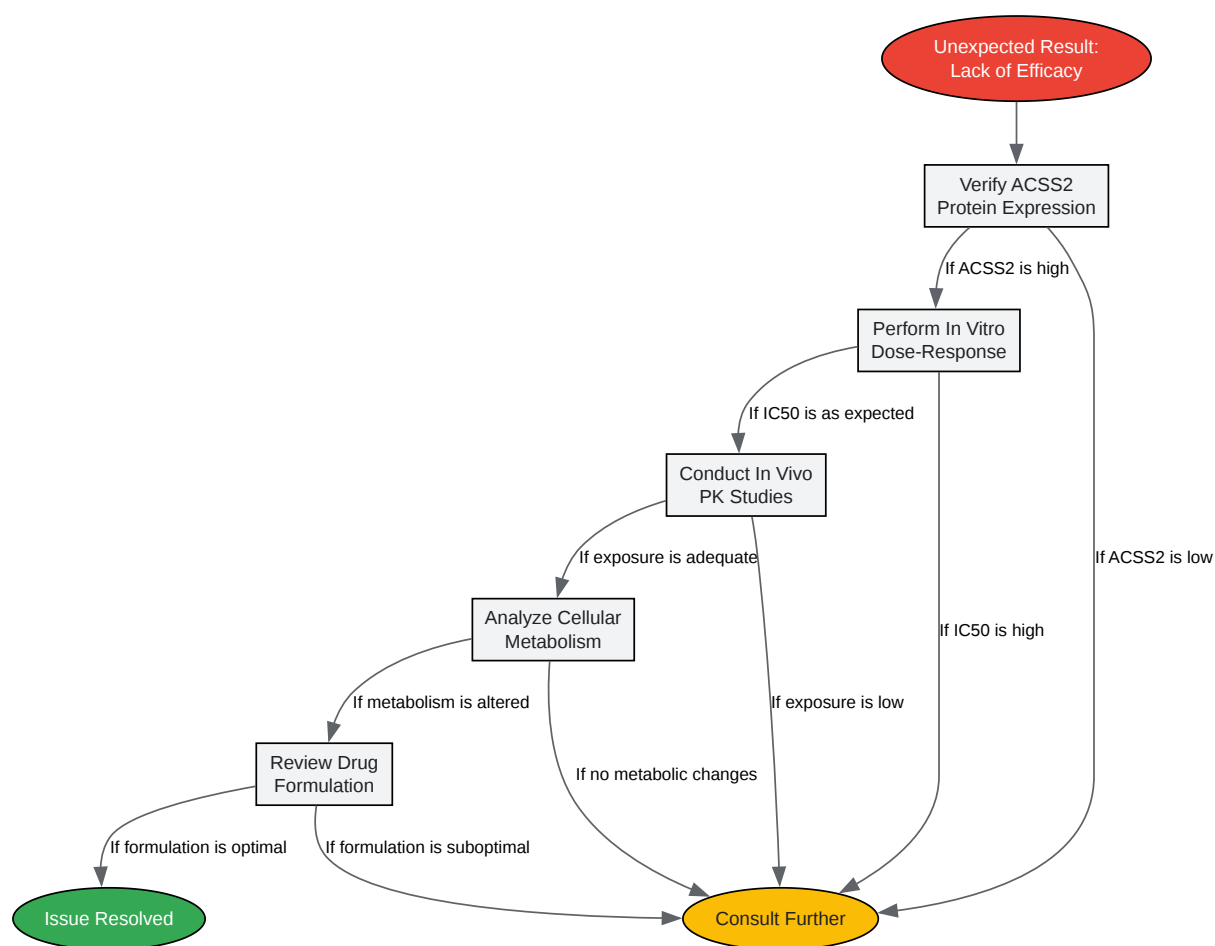 Unexpected Result:
Lack of Efficacy
Verify ACSS2
Protein Expression
If ACSS2 is high
Perform In Vitro
Dose-Response
If IC50 is as expected
Conduct In Vivo
PK Studies
If exposure is adequate
If ACSS2 is low
Analyze Cellular
Metabolism
If IC50 is high
If metabolism is altered
If exposure is low
Review Drug
Formulation
If no metabolic changes
If formulation is optimal
If formulation is suboptimal
Issue Resolved
Consult Further